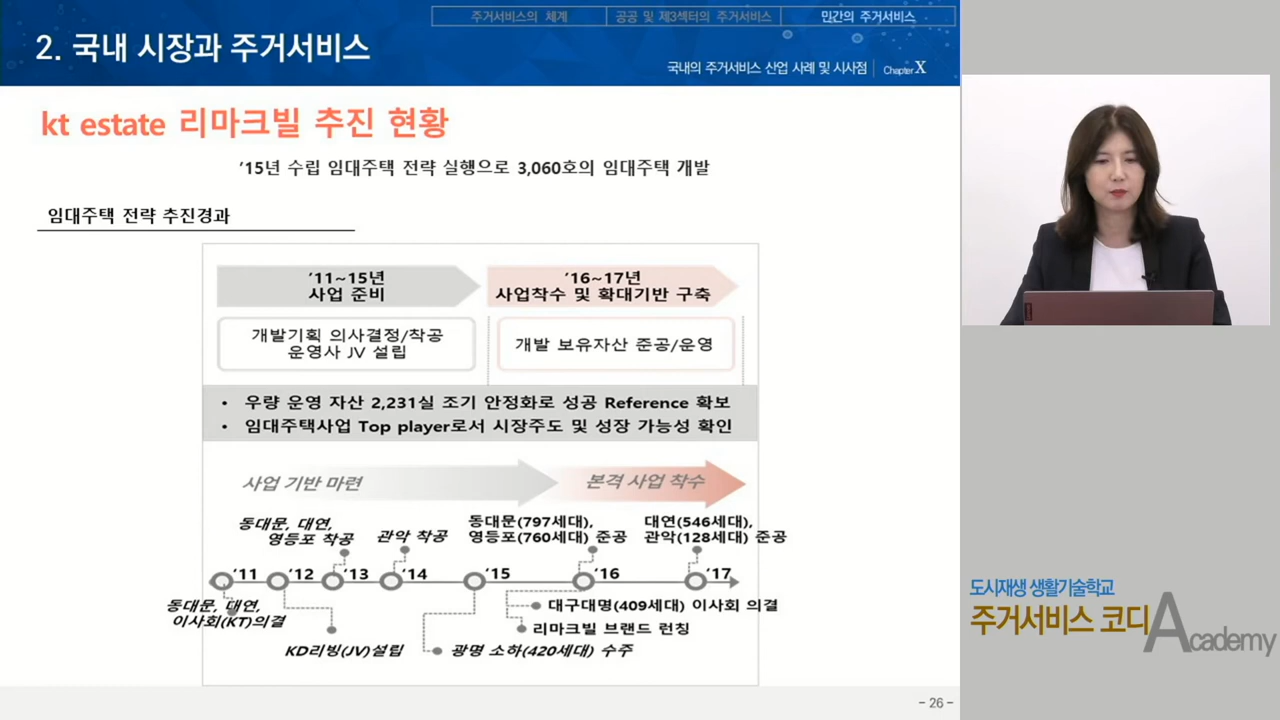 주거서비스의 체계
공공 및 제3섹터의 주거서비스
민간의 주거서비스
2. 국내 시장과 주거서비스
국내의 주거서비스 산업 사례 및 시사점 Chapter X
kt estate 리마크빌 추진 현황
’15년 수립 임대주택 전략 실행으로 3,060호의 임대주택 개발
임대주택 전략 추진경과
’11~15년
사업 준비
’16~17년
사업착수 및 확대기반 구축
개발기획 의사결정/착공
운영사 JV 설립
개발 보유자산 준공/운영
• 우량 운영 자산 2,231실 조기 안정화로 성공 Reference 확보
• 임대주택사업 Top player로서 시장주도 및 성장 가능성 확인
사업 기반 마련
본격 사업 착수
동대문, 대연,
영등포 착공
관악 착공
동대문(797세대),
영등포(760세대) 준공
대연(546세대),
관악(128세대) 준공
’11 ’12 ’13 ’14 ’15 ’16 ’17
동대문, 대연,
이사회(KT)의결
KD리빙(JV)설립
대구대명(409세대) 이사회 의결
리마크빌 브랜드 런칭
광명 소하(420세대) 수주
- 26 -
도시재생 생활기술학교
주거서비스 코디 Academy